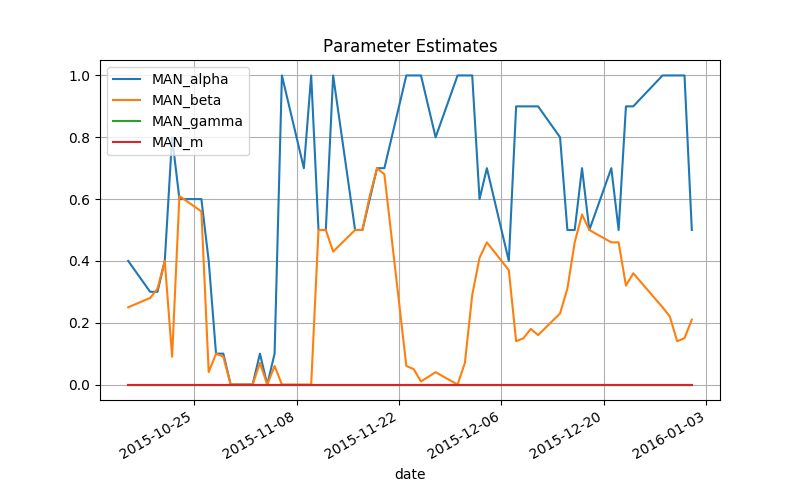 Parameter Estimates
MAN_alpha
MAN_beta
MAN_gamma
MAN_m
1.0
0.8
0.6
0.4
0.2
0.0
2015-10-25
2015-11-08
2015-11-22
2015-12-06
2015-12-20
2016-01-03
date